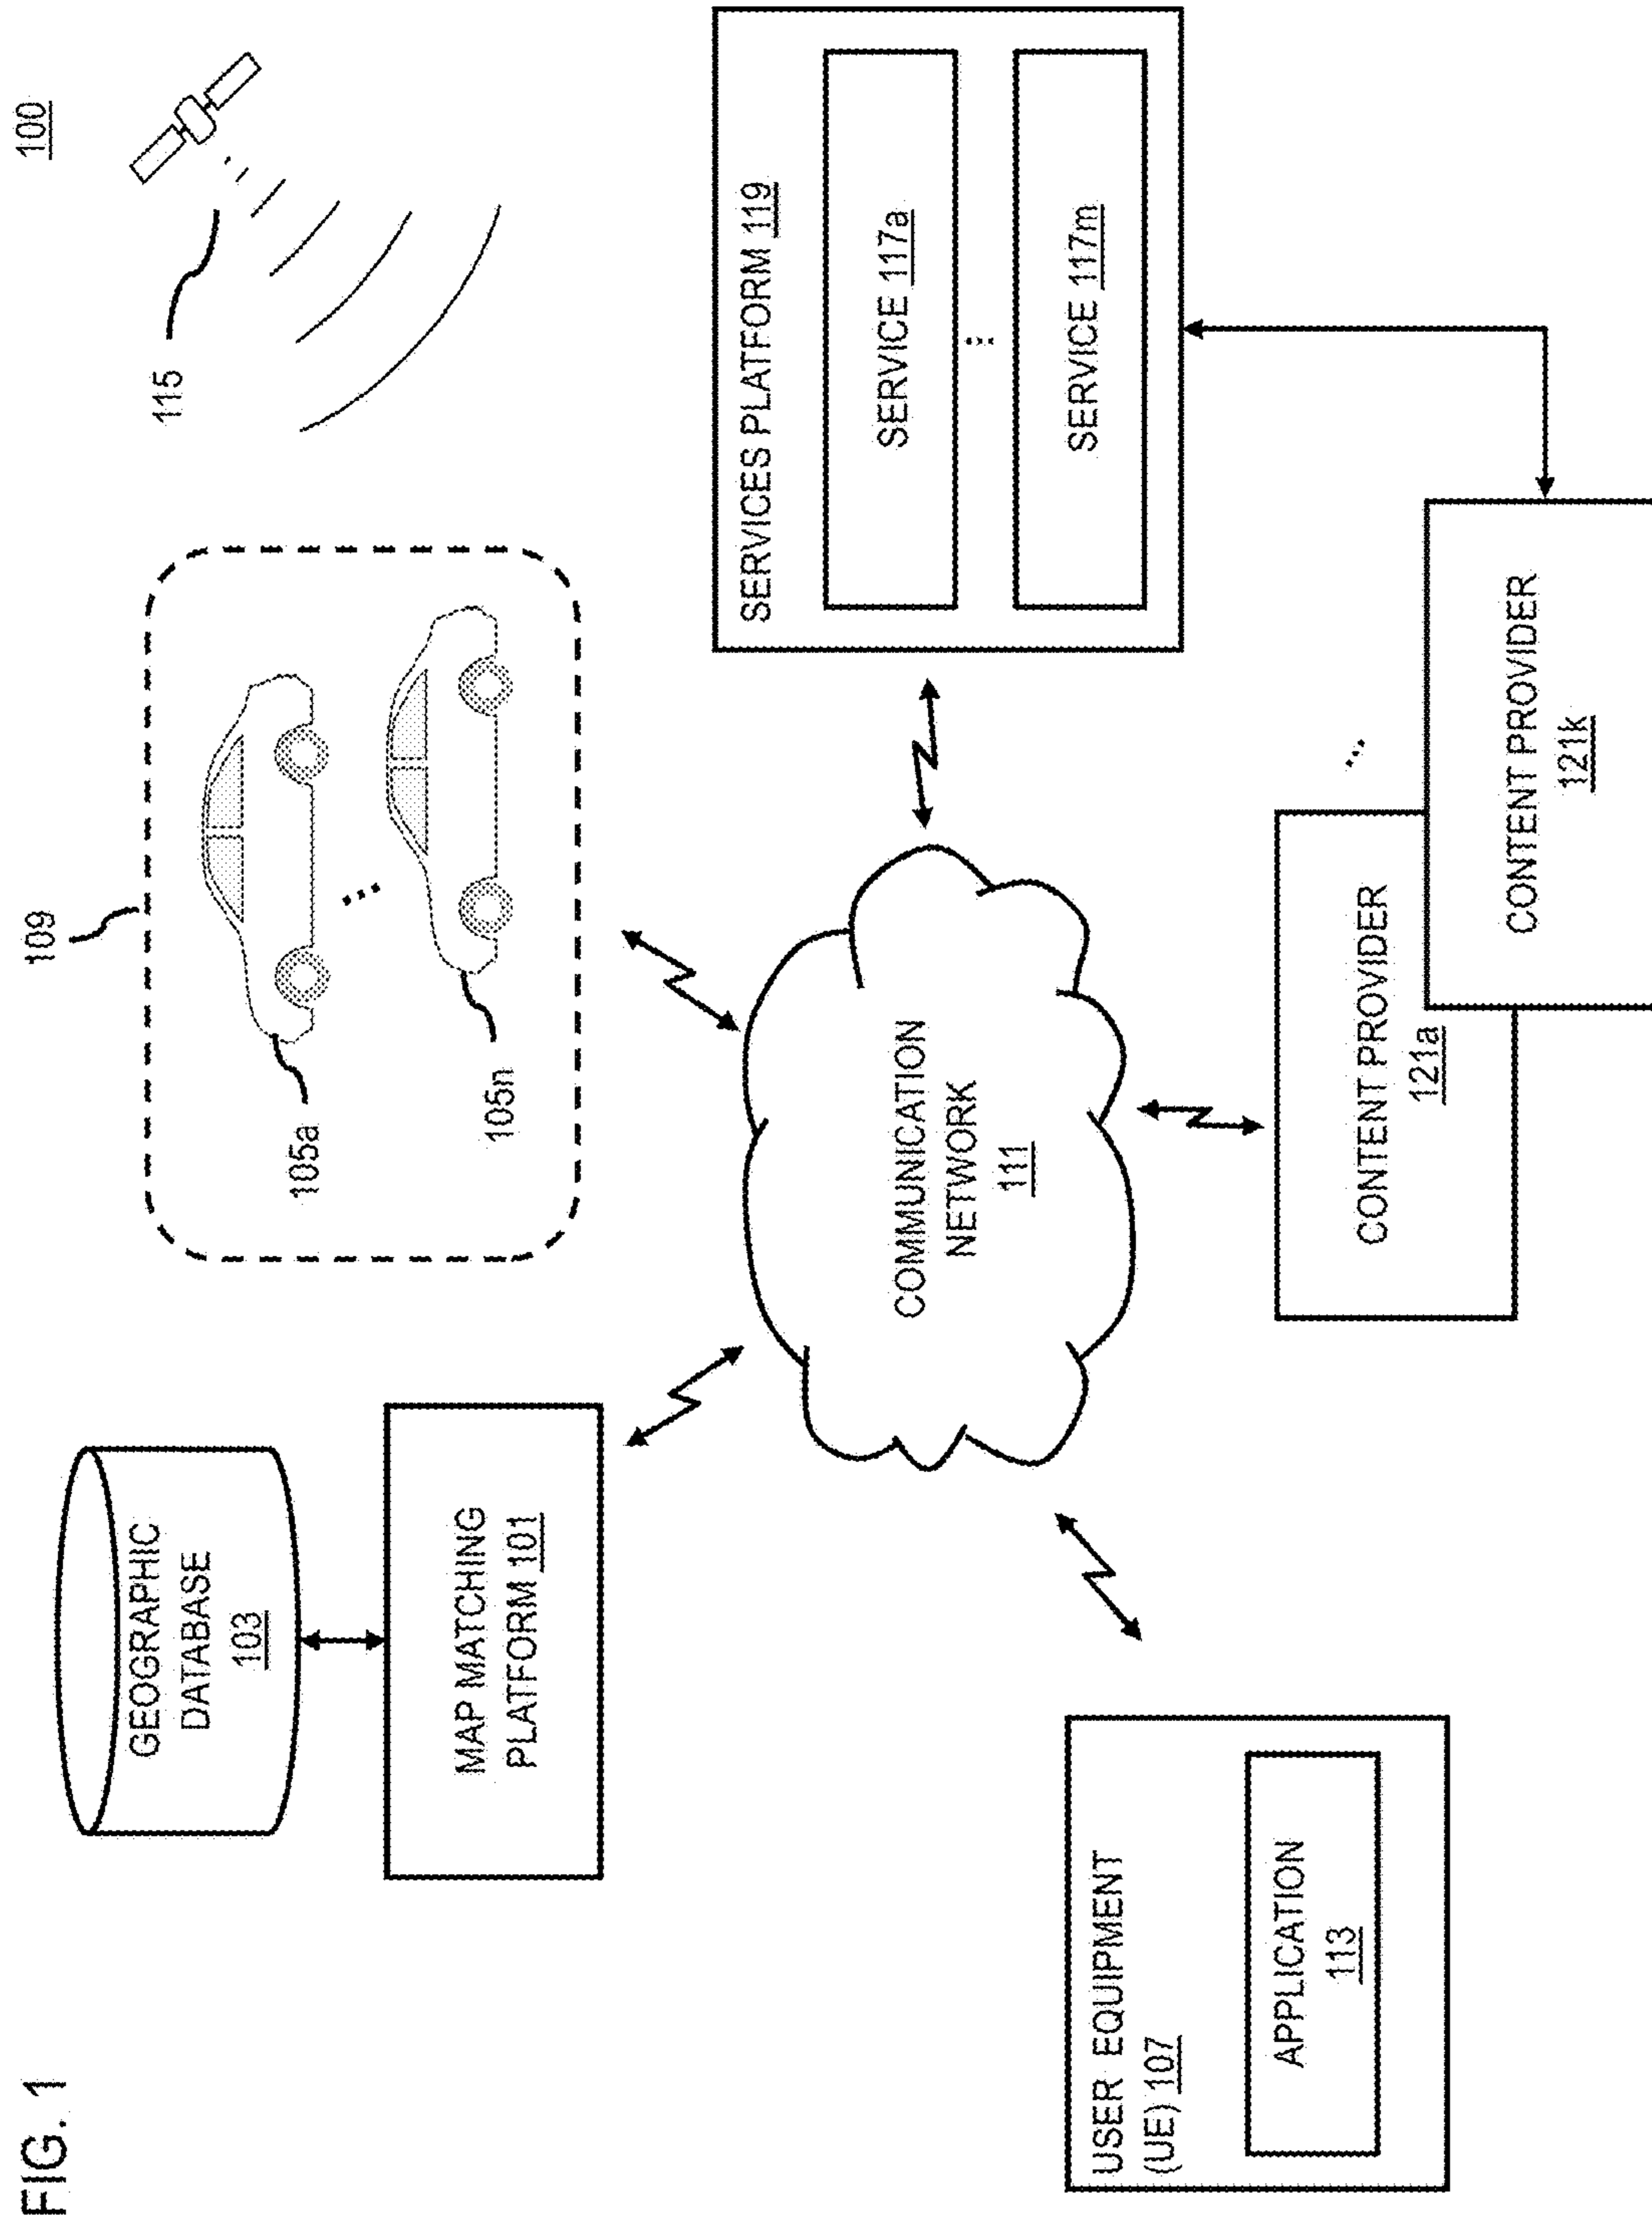 FIG. 1
100
GEOGRAPHIC
DATABASE
103
MAP MATCHING
PLATFORM 101
109
105a
105n
115
COMMUNICATION
NETWORK
111
SERVICES PLATFORM 119
SERVICE 117a
...
SERVICE 117m
USER EQUIPMENT
(UE) 107
APPLICATION
113
CONTENT PROVIDER
121a
...
CONTENT PROVIDER
121k